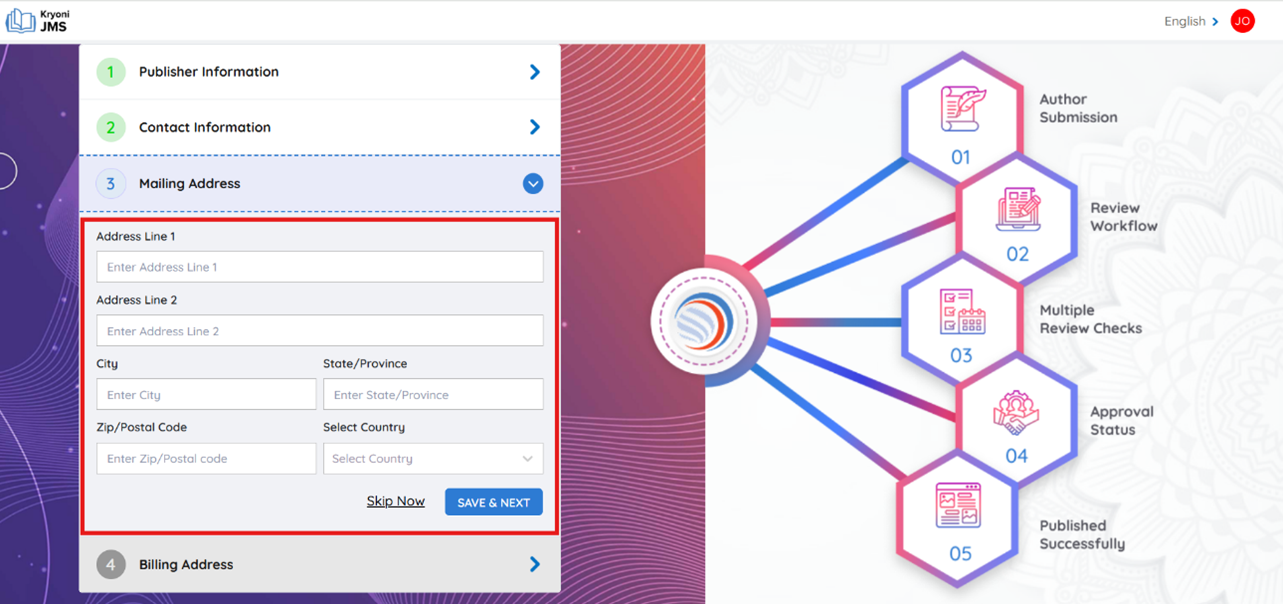 Kryoni
JMS
English
JO
1 Publisher Information
2 Contact Information
3 Mailing Address
Address Line 1
Enter Address Line 1
Address Line 2
Enter Address Line 2
City State/Province
Enter City Enter State/Province
Zip/Postal Code Select Country
Enter Zip/Postal code Select Country
Skip Now SAVE & NEXT
4 Billing Address
01
Author
Submission
02
Review
Workflow
03
Multiple
Review Checks
04
Approval
Status
05
Published
Successfully